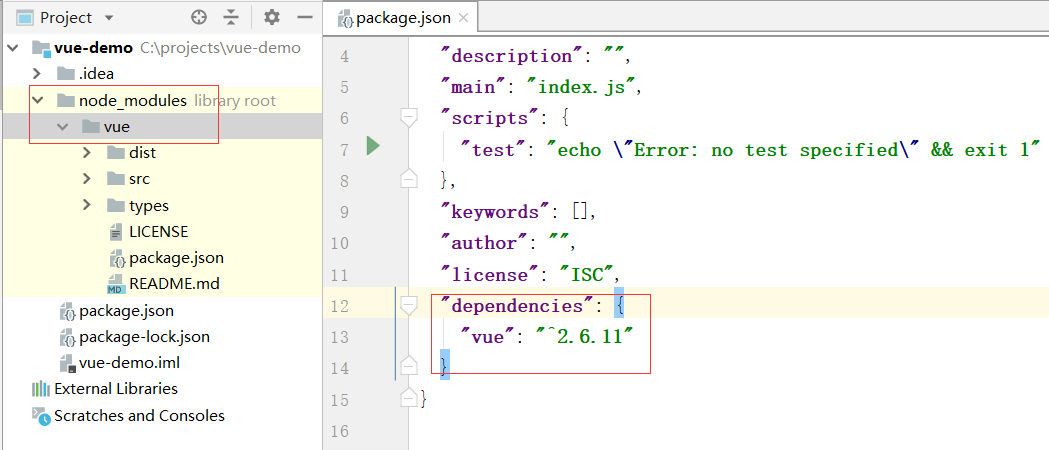 Project
vue-demo C:\projects\vue-demo
.idea
node_modules library root
vue
dist
src
types
LICENSE
package.json
README.md
package.json
package-lock.json
vue-demo.iml
External Libraries
Scratches and Consoles
package.json
4 "description": "",
5 "main": "index.js",
6 "scripts": {
7 "test": "echo \"Error: no test specified\" && exit 1"
8 },
9 "keywords": [],
10 "author": "",
11 "license": "ISC",
12 "dependencies": {
13 "vue": "^2.6.11"
14 }
15 }
16